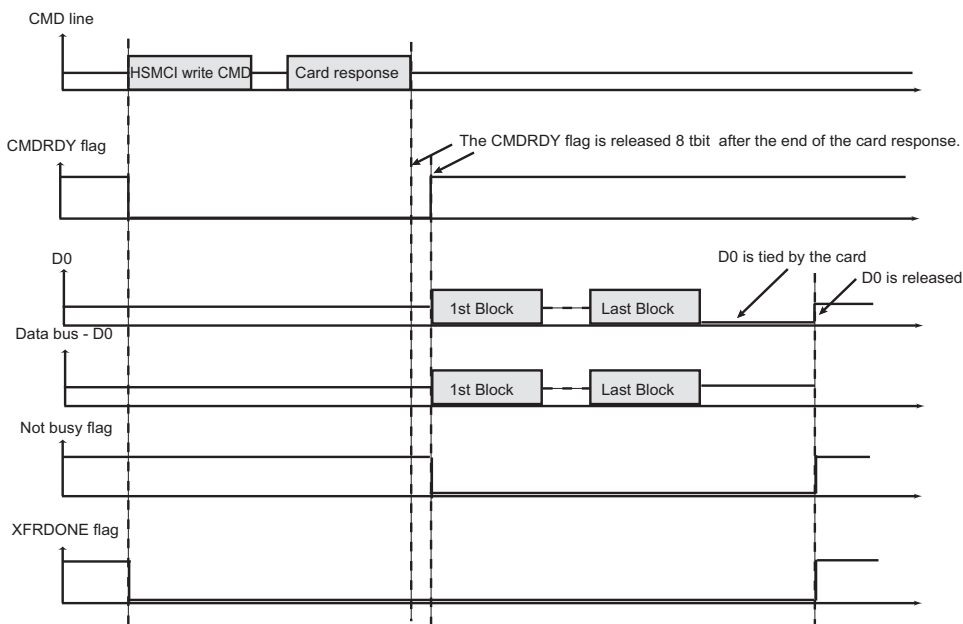 CMD line
HSMCI write CMD
Card response
CMDRDY flag
The CMDRDY flag is released 8 tbit after the end of the card response.
D0
1st Block
Last Block
D0 is tied by the card
D0 is released
Data bus - D0
1st Block
Last Block
Not busy flag
XFRDONE flag